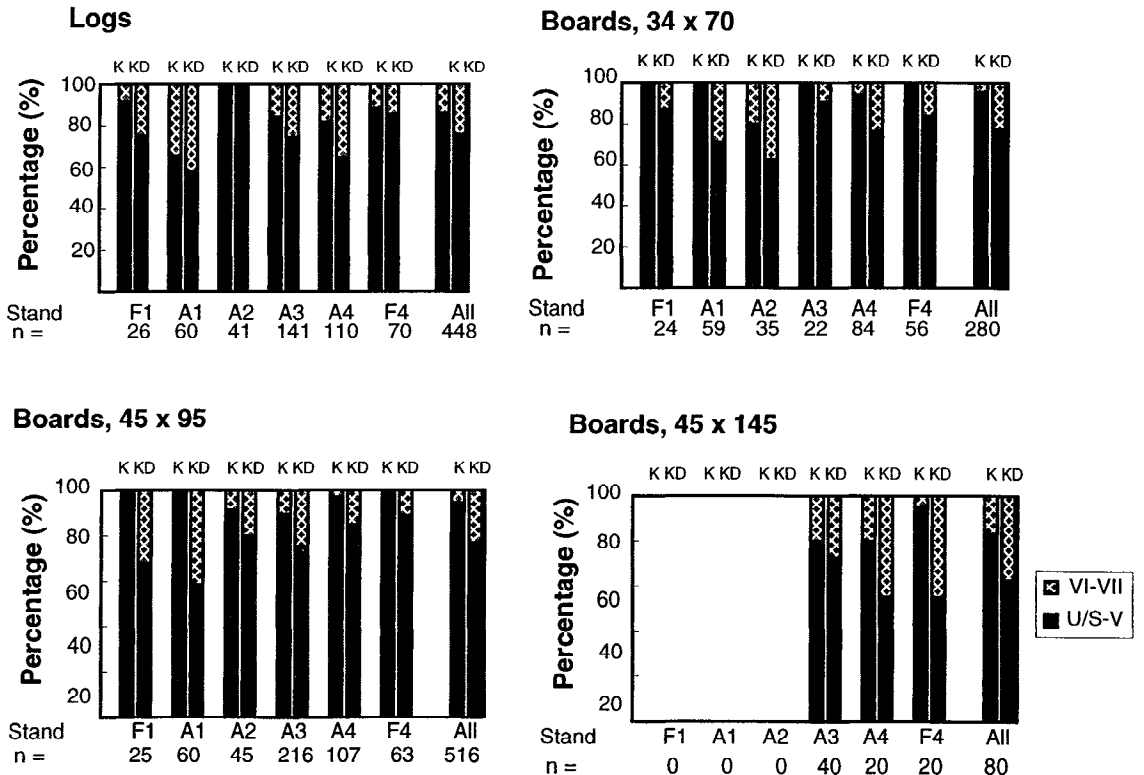 Logs
K KD K KD K KD K KD K KD K KD K KD
Percentage (%)
100
80
60
40
20
Stand F1 A1 A2 A3 A4 F4 All
n = 26 60 41 141 110 70 448
Boards, 34 x 70
K KD K KD K KD K KD K KD K KD K KD
Percentage (%)
100
80
60
40
20
Stand F1 A1 A2 A3 A4 F4 All
n = 24 59 35 22 84 56 280
Boards, 45 x 95
K KD K KD K KD K KD K KD K KD K KD
Percentage (%)
100
80
60
40
20
Stand F1 A1 A2 A3 A4 F4 All
n = 25 60 45 216 107 63 516
Boards, 45 x 145
K KD K KD K KD K KD K KD K KD K KD
Percentage (%)
100
80
60
40
20
Stand F1 A1 A2 A3 A4 F4 All
n = 0 0 0 40 20 20 80
VI-VII
U/S-V